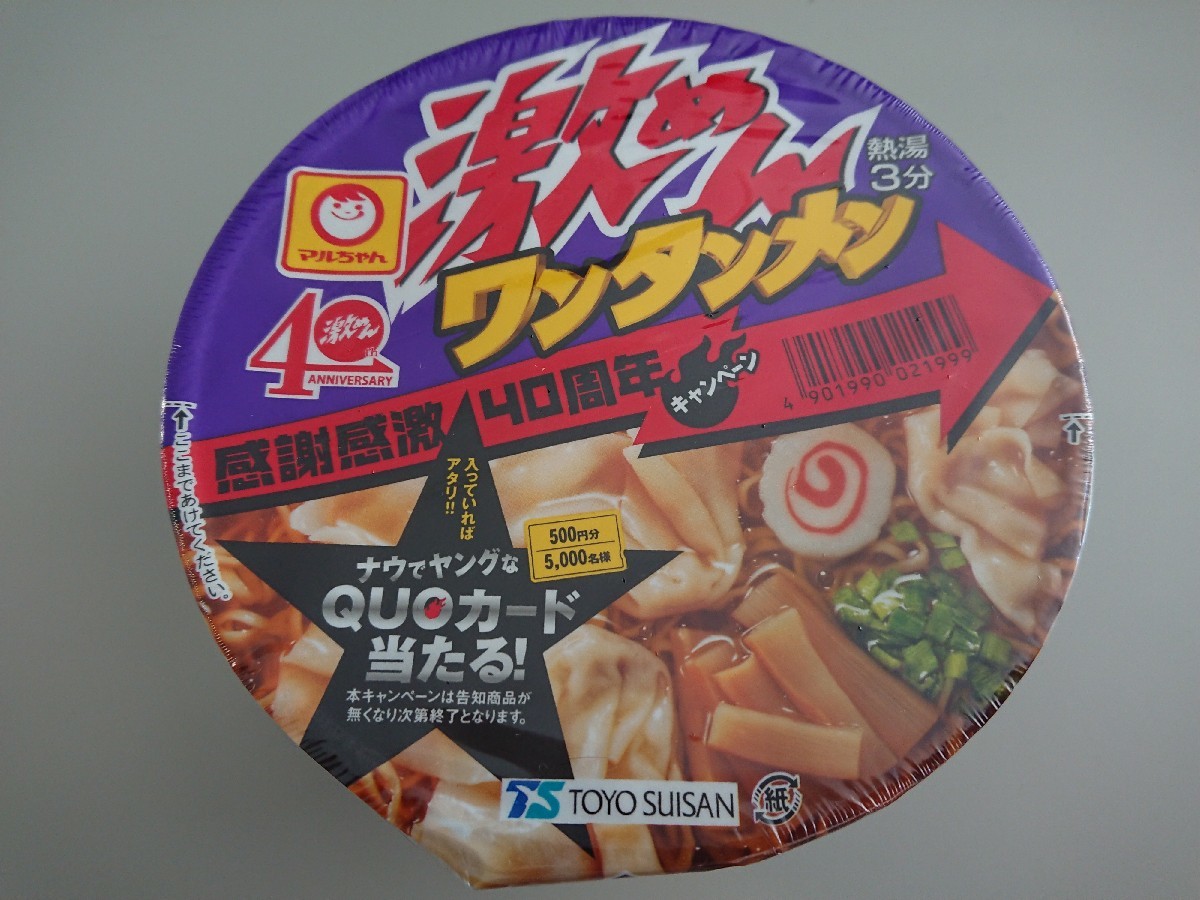 激めん
熱湯
3分
ワンタンメン
マルちゃん
40
激めん
th
ANNIVERSARY
感謝感激
40周年
キャンペーン
4 901990 021999
↑ここまであけてください。
入っていれば
アタリ!!
500円分
5,000名様
ナウでヤングな
QUOカード
当たる!
本キャンペーンは告知商品が
無くなり次第終了となります。
TS TOYO SUISAN
紙